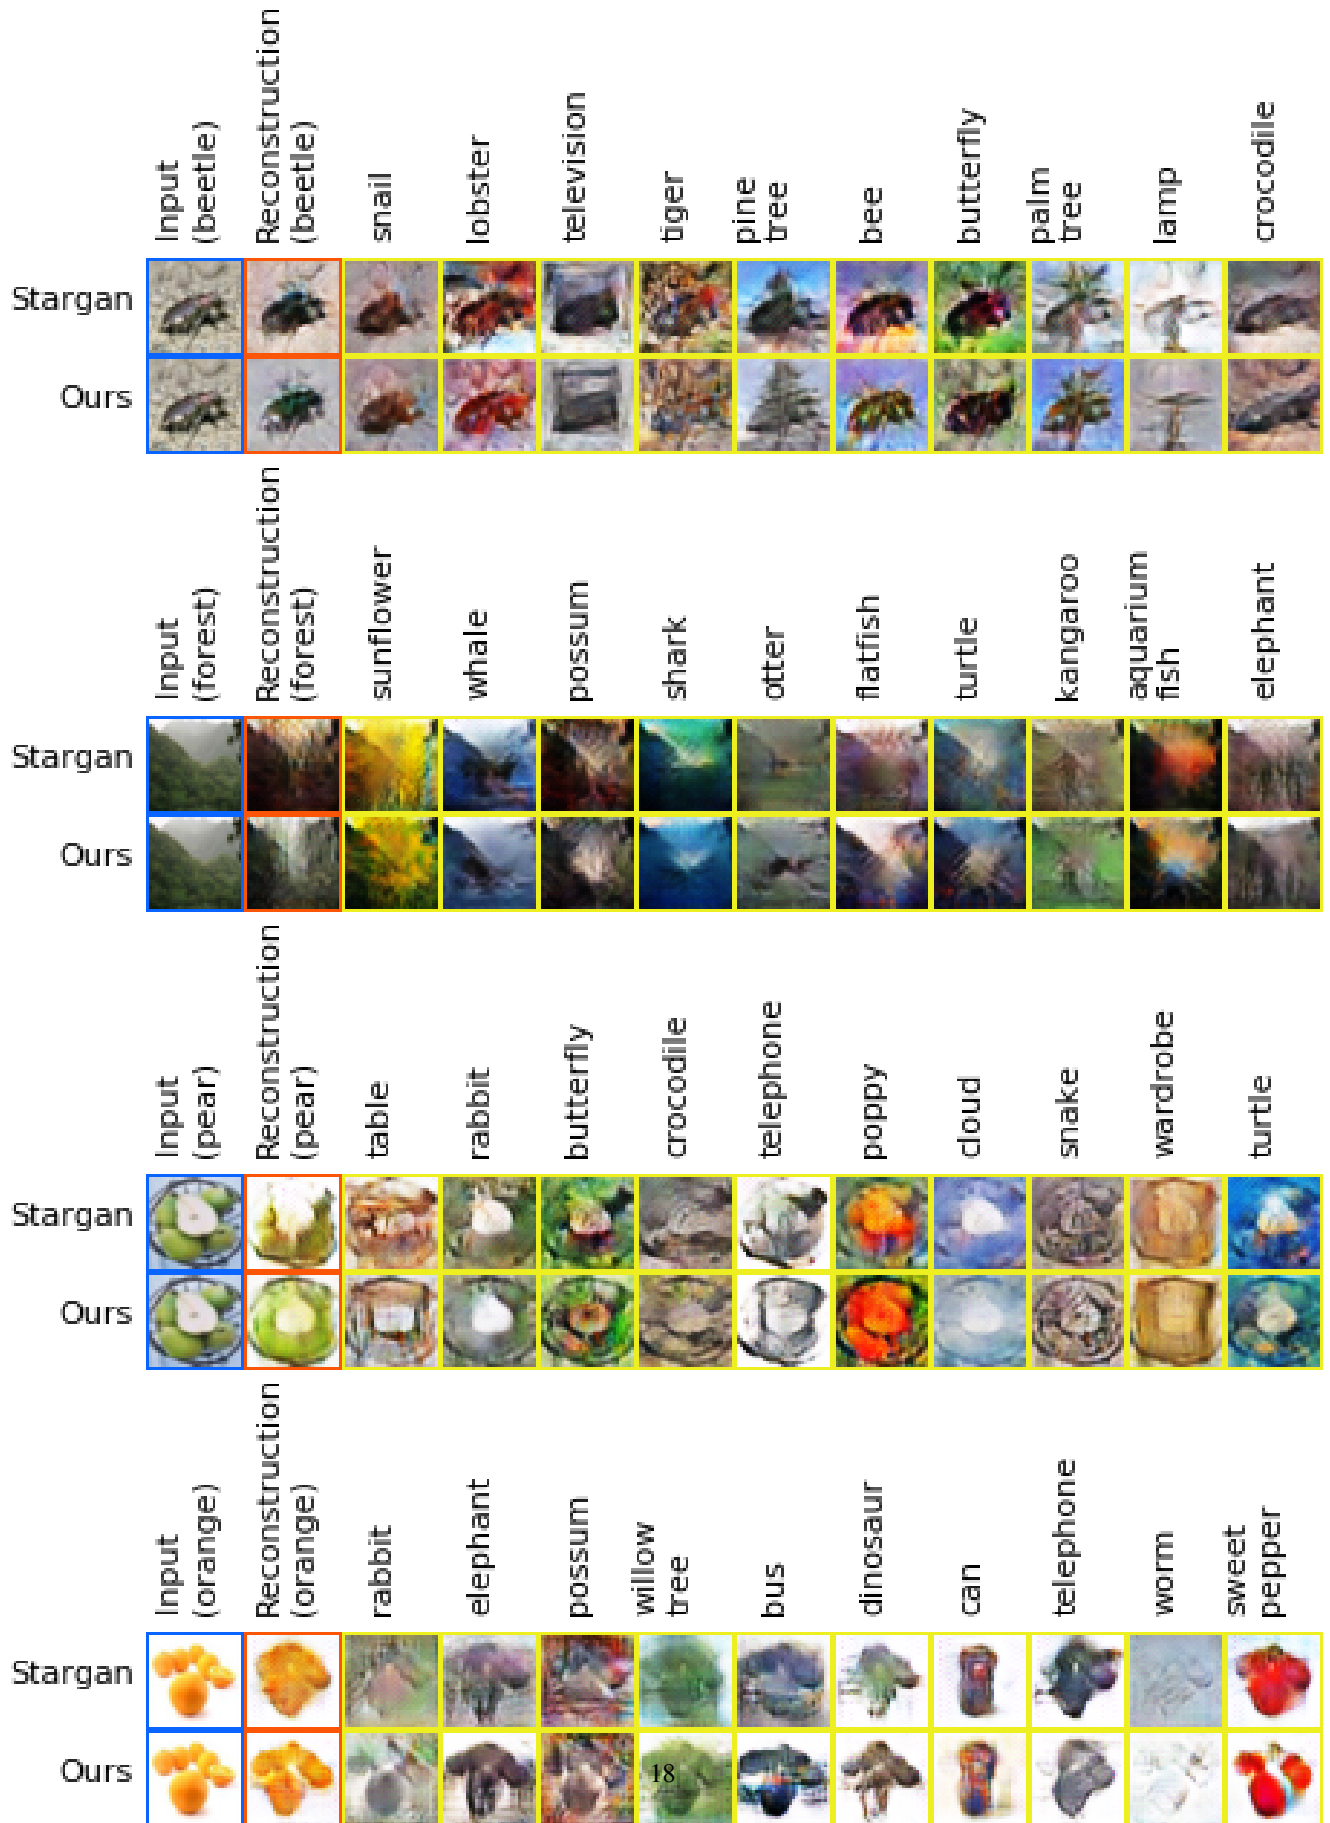 Input
(beetle)
Reconstruction
(beetle)
snail
lobster
television
tiger
pine
tree
bee
butterfly
palm
tree
lamp
crocodile
Stargan
Ours
Input
(forest)
Reconstruction
(forest)
sunflower
whale
possum
shark
otter
flatfish
turtle
kangaroo
aquarium
fish
elephant
Stargan
Ours
Input
(pear)
Reconstruction
(pear)
table
rabbit
butterfly
crocodile
telephone
poppy
cloud
snake
wardrobe
turtle
Stargan
Ours
Input
(orange)
Reconstruction
(orange)
rabbit
elephant
possum
willow
tree
bus
dinosaur
can
telephone
worm
sweet
pepper
Stargan
Ours
18